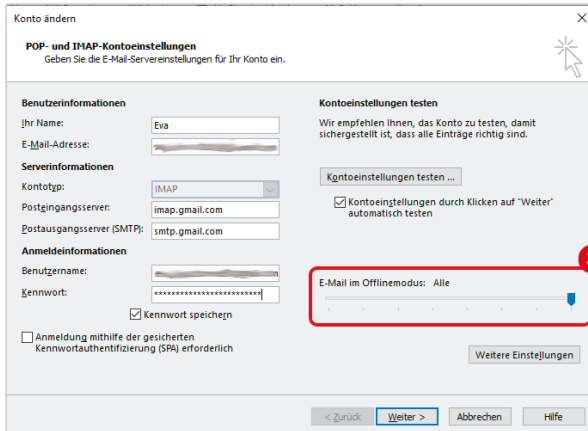 Konto ändern
POP- und IMAP-Kontoeinstellungen
Geben Sie die E-Mail-Servereinstellungen für Ihr Konto ein.
Benutzerinformationen
Ihr Name:
Eva
E-Mail-Adresse:
Serverinformationen
Kontotyp:
IMAP
Posteingangsserver:
imap.gmail.com
Postausgangsserver (SMTP):
smtp.gmail.com
Anmeldeinformationen
Benutzername:
Kennwort:
************************
Kennwort speichern
Anmeldung mithilfe der gesicherten
Kennwortauthentifizierung (SPA) erforderlich
Kontoeinstellungen testen
Wir empfehlen Ihnen, das Konto zu testen, damit
sichergestellt ist, dass alle Einträge richtig sind.
Kontoeinstellungen testen ...
Kontoeinstellungen durch Klicken auf "Weiter"
automatisch testen
E-Mail im Offlinemodus: Alle
Weitere Einstellungen
< Zurück
Weiter >
Abbrechen
Hilfe